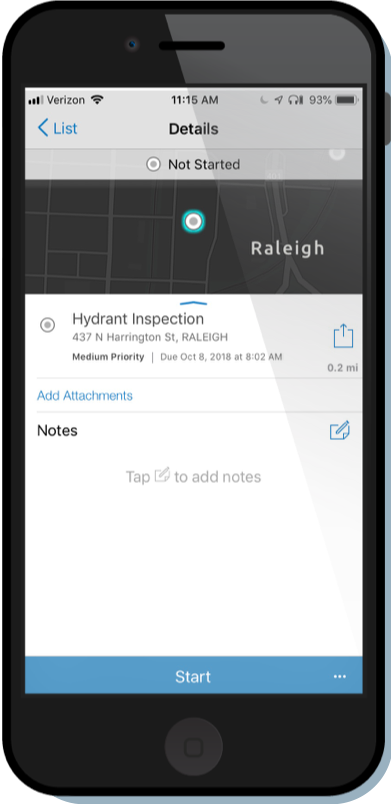 Verizon 11:15 AM 93%
List Details
Not Started
Raleigh
Hydrant Inspection
437 N Harrington St, RALEIGH
Medium Priority | Due Oct 8, 2018 at 8:02 AM
0.2 mi
Add Attachments
Notes
Tap to add notes
Start ...